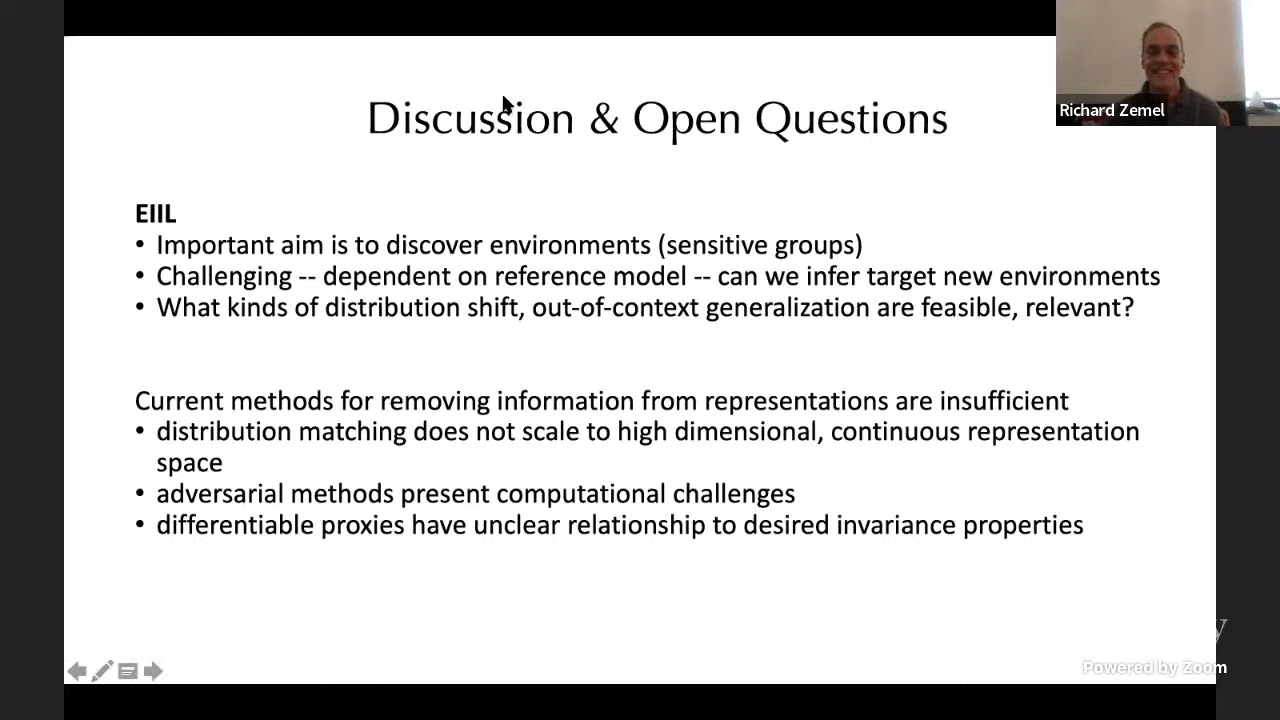 Richard Zemel
Discussion & Open Questions
EIIL
• Important aim is to discover environments (sensitive groups)
• Challenging -- dependent on reference model -- can we infer target new environments
• What kinds of distribution shift, out-of-context generalization are feasible, relevant?
Current methods for removing information from representations are insufficient
• distribution matching does not scale to high dimensional, continuous representation
space
• adversarial methods present computational challenges
• differentiable proxies have unclear relationship to desired invariance properties
Powered by Zoom